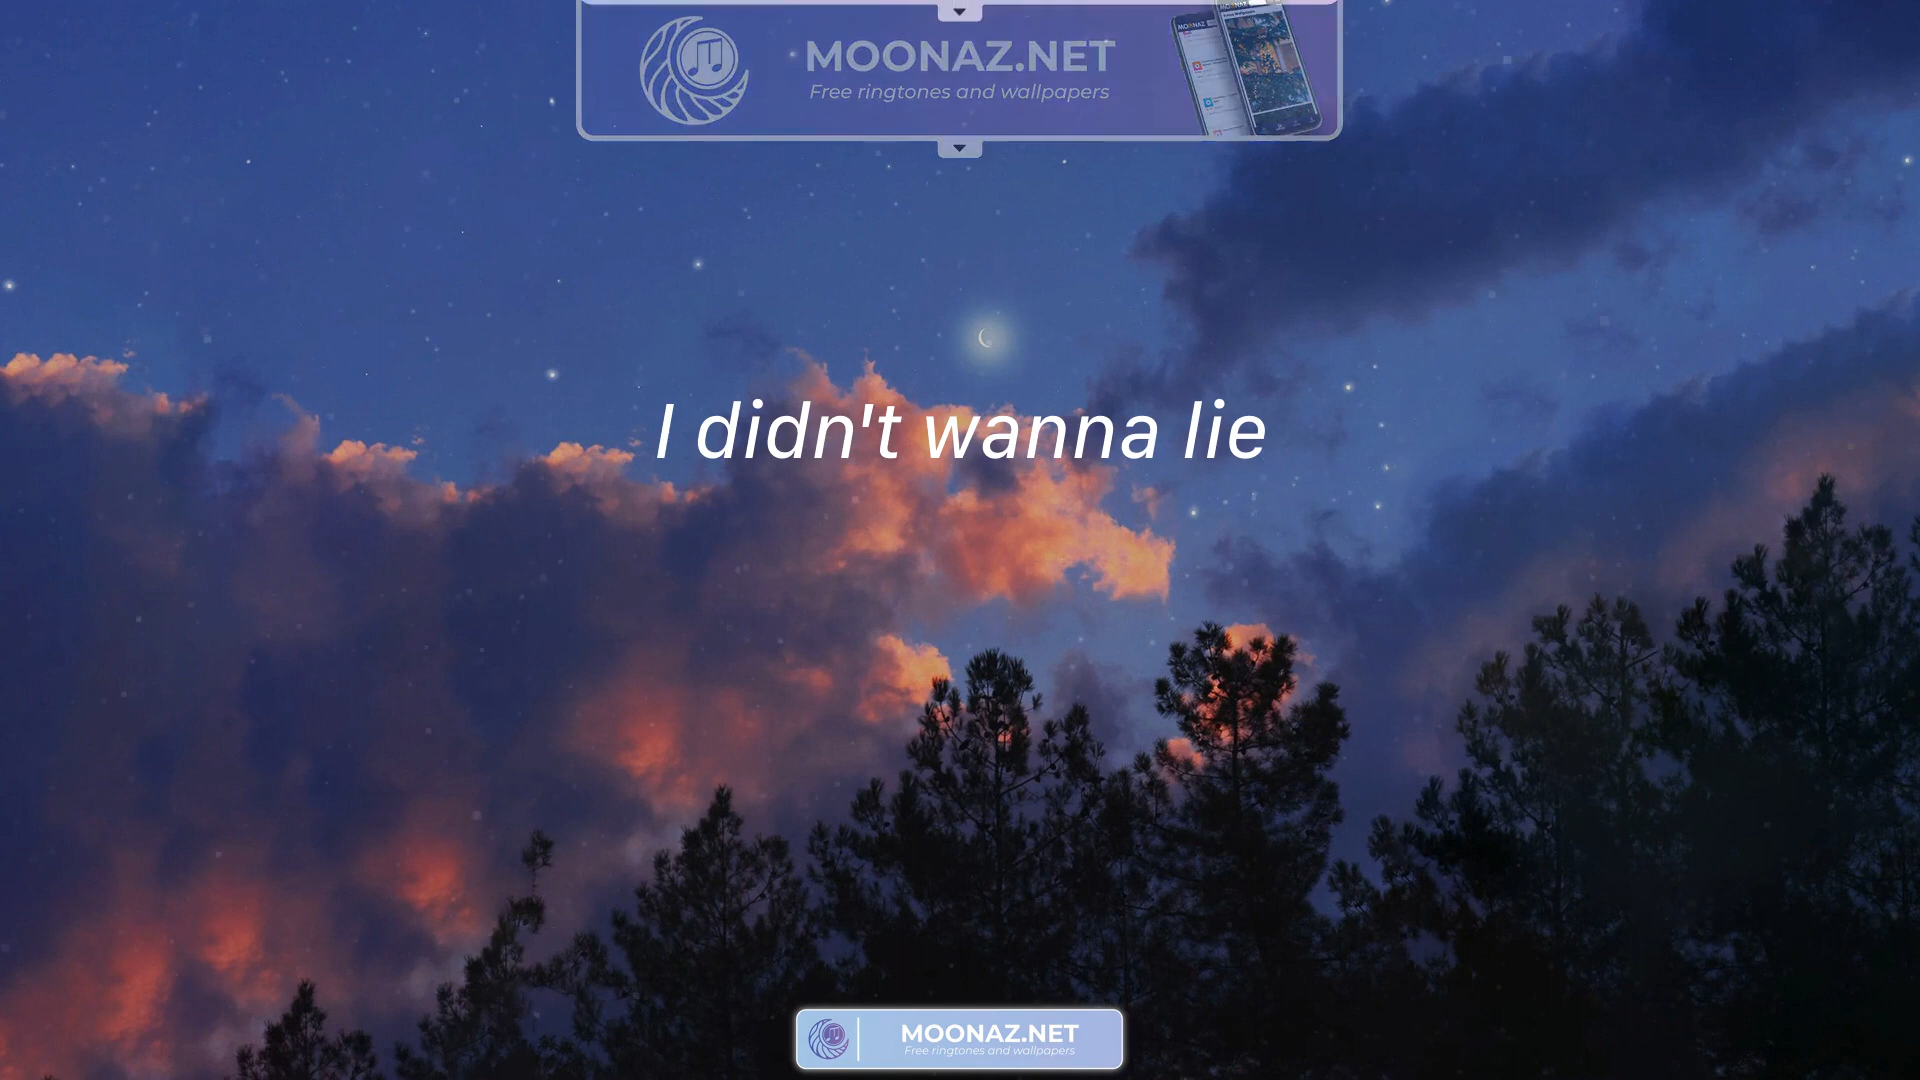 MOONAZ.NET
Free ringtones and wallpapers
I didn't wanna lie
MOONAZ.NET
Free ringtones and wallpapers